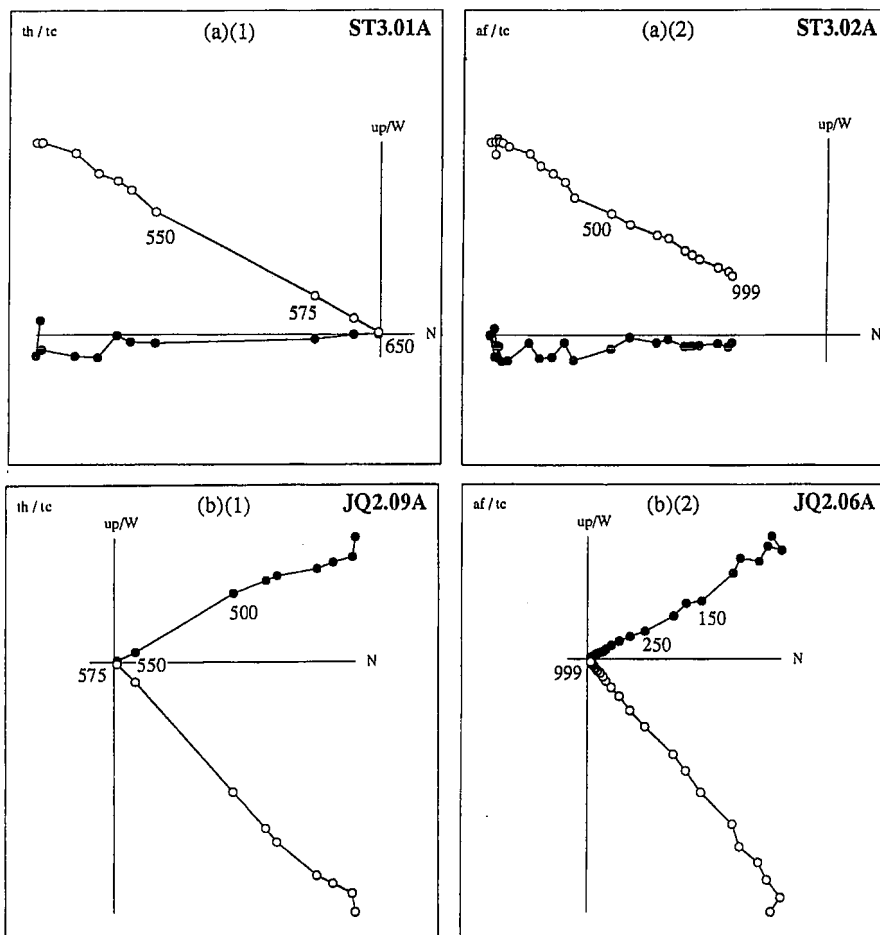 th / tc (a)(1) ST3.01A
up/W
550
575
N
650
af / tc (a)(2) ST3.02A
up/W
500
999
N
th / tc (b)(1) JQ2.09A
up/W
500
575 550 N
af / tc (b)(2) JQ2.06A
up/W
150
250
999 N